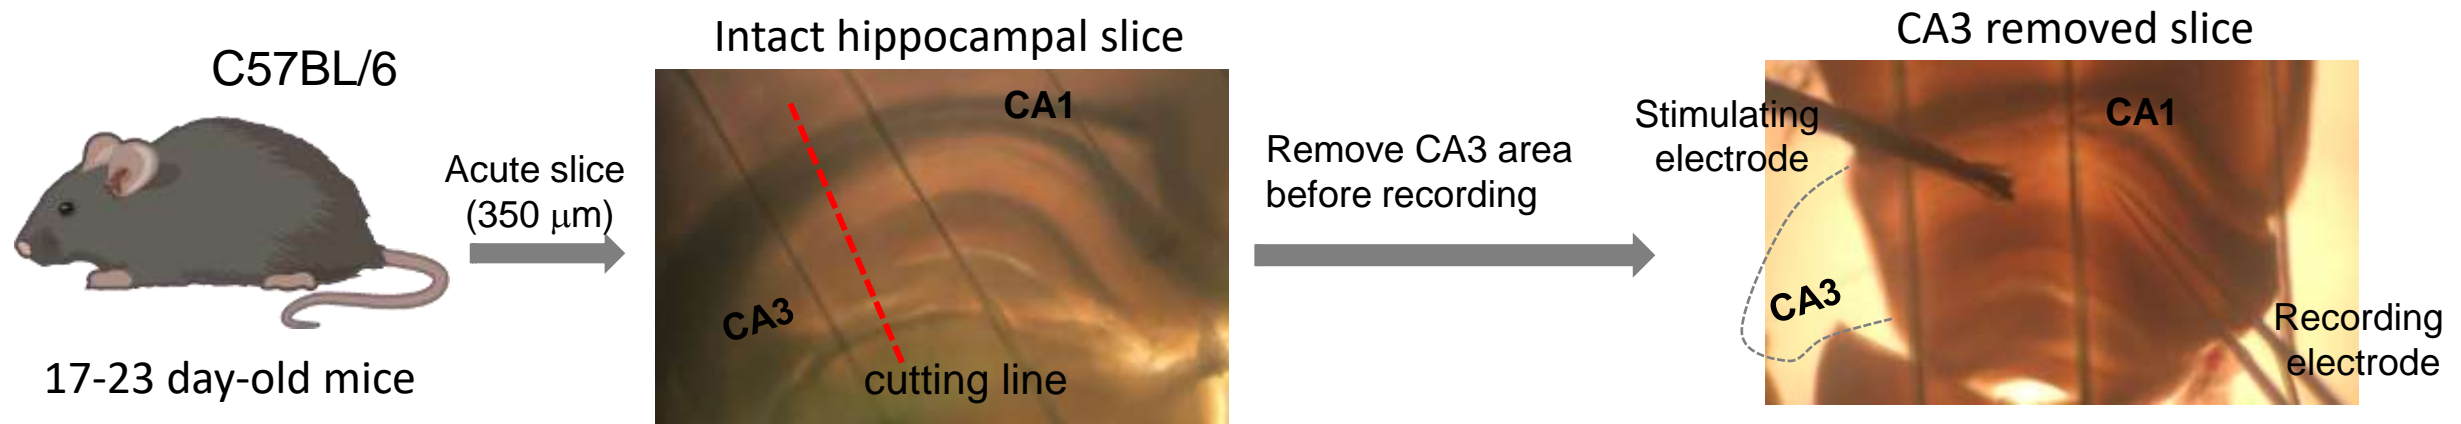 C57BL/6
17-23 day-old mice
Acute slice
(350 μm)
Intact hippocampal slice
CA1
CA3
cutting line
Remove CA3 area
before recording
CA3 removed slice
Stimulating
electrode
CA1
CA3
Recording
electrode